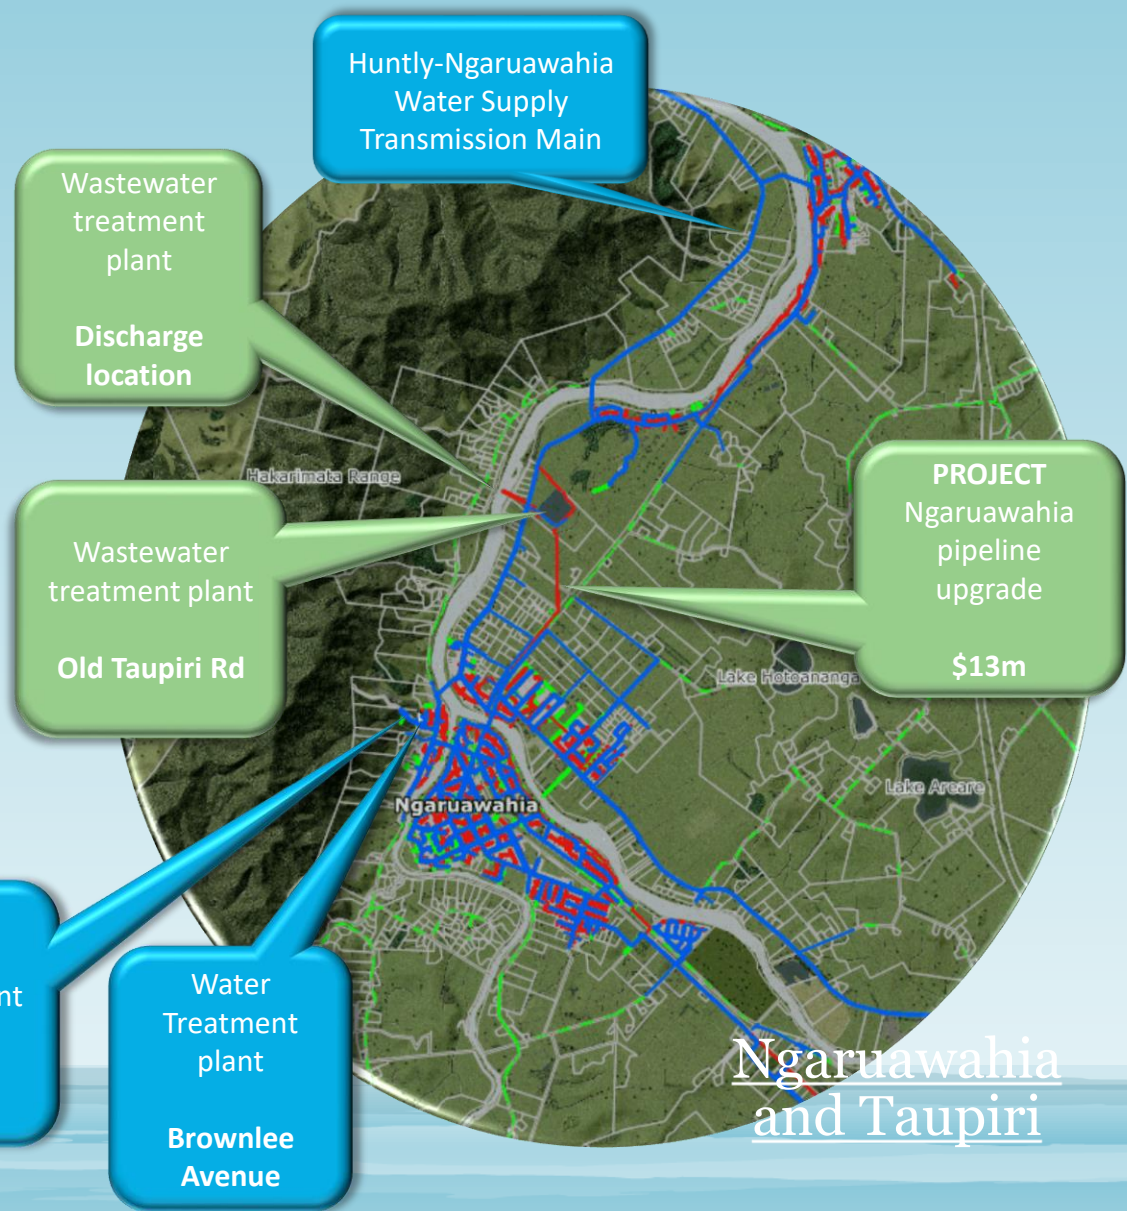 Huntly-Ngaruawahia
Water Supply
Transmission Main
Wastewater
treatment
plant
Discharge
location
Hakarimata Range
Wastewater
treatment plant
Old Taupiri Rd
PROJECT
Ngaruawahia
pipeline
upgrade
$13m
Lake Hotoananga
Lake Areare
Ngaruawahia
nt
Water
Treatment
plant
Brownlee
Avenue
Ngaruawahia
and Taupiri